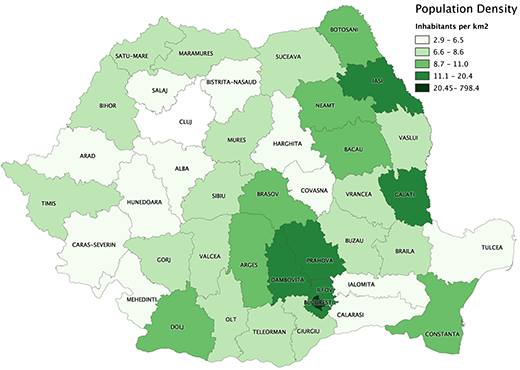 Population Density
Inhabitants per km2
2.9 - 6.5
6.6 - 8.6
8.7 - 11.0
11.1 - 20.4
20.45- 798.4
BOTOSANI
SATU-MARE
MARAMURES
SUCEAVA
BISTRITA-NASAUD
IASI
SALAJ
BIHOR
NEAMT
CLUJ
MURES
HARGHITA
VASLUI
BACAU
ARAD
ALBA
COVASNA
TIMIS
HUNEDOARA
SIBIU
BRASOV
VRANCEA
GALATI
CARAS-SEVERIN
BUZAU
TULCEA
GORJ
VALCEA
ARGES
PRAHOVA
BRAILA
DAMBOVITA
IALOMITA
ILFOV
MEHEDINTI
BUCURESTI
CALARASI
DOLJ
OLT
TELEORMAN
GIURGIU
CONSTANTA